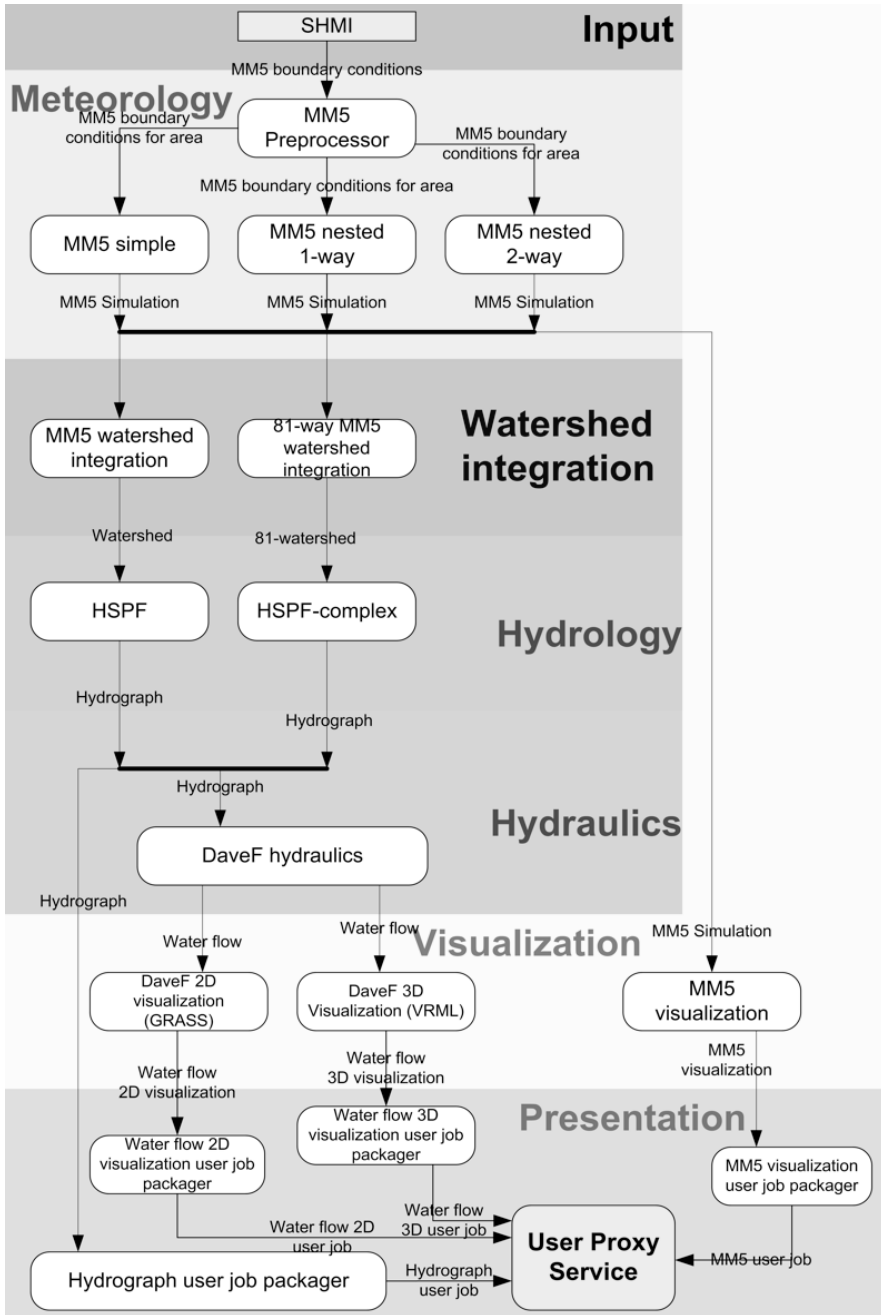 SHMI
Input
MM5 boundary conditions
Meteorology
MM5
Preprocessor
MM5 boundary
conditions for area
MM5 boundary
conditions for area
MM5 boundary conditions for area
MM5 simple
MM5 nested
1-way
MM5 nested
2-way
MM5 Simulation
MM5 Simulation
MM5 Simulation
Watershed
integration
MM5 watershed
integration
81-way MM5
watershed
integration
Watershed
81-watershed
HSPF
HSPF-complex
Hydrology
Hydrograph
Hydrograph
Hydrograph
Hydraulics
DaveF hydraulics
Hydrograph
Water flow
Water flow
Visualization
MM5 Simulation
DaveF 2D
visualization
(GRASS)
DaveF 3D
Visualization (VRML)
MM5
visualization
Water flow
2D visualization
Water flow
3D visualization
MM5
visualization
Presentation
Water flow 2D
visualization user job
packager
Water flow 3D
visualization user job
packager
MM5 visualization
user job packager
Water flow
3D user job
Water flow 2D
user job
User Proxy
Service
MM5 user job
Hydrograph user job packager
Hydrograph
user job